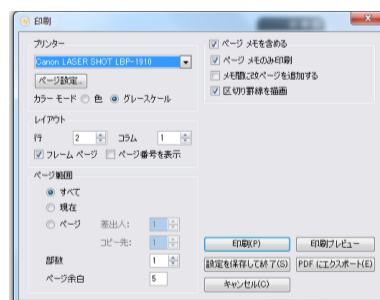 印刷
プリンター
Canon LASER SHOT LBP-1910
ページ設定...
カラー モード 色 グレースケール
レイアウト
行 2 コラム 1
フレーム ページ ページ番号を表示
ページ範囲
すべて
現在
ページ 差出人: 1
コピー先: 1
部数 1
ページ余白 5
ページ メモを含める
ページ メモのみ印刷
メモ間に改ページを追加する
区切り罫線を描画
印刷(P) 印刷プレビュー
設定を保存して終了(S) PDF にエクスポート(E)
キャンセル(C)